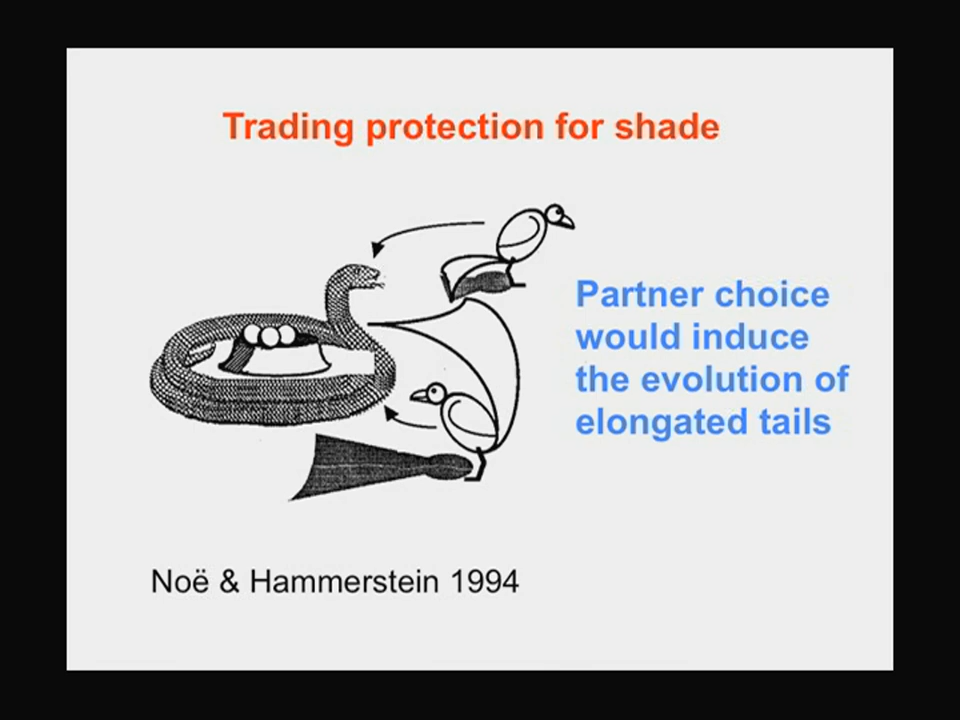 Trading protection for shade
Partner choice
would induce
the evolution of
elongated tails
Noë & Hammerstein 1994